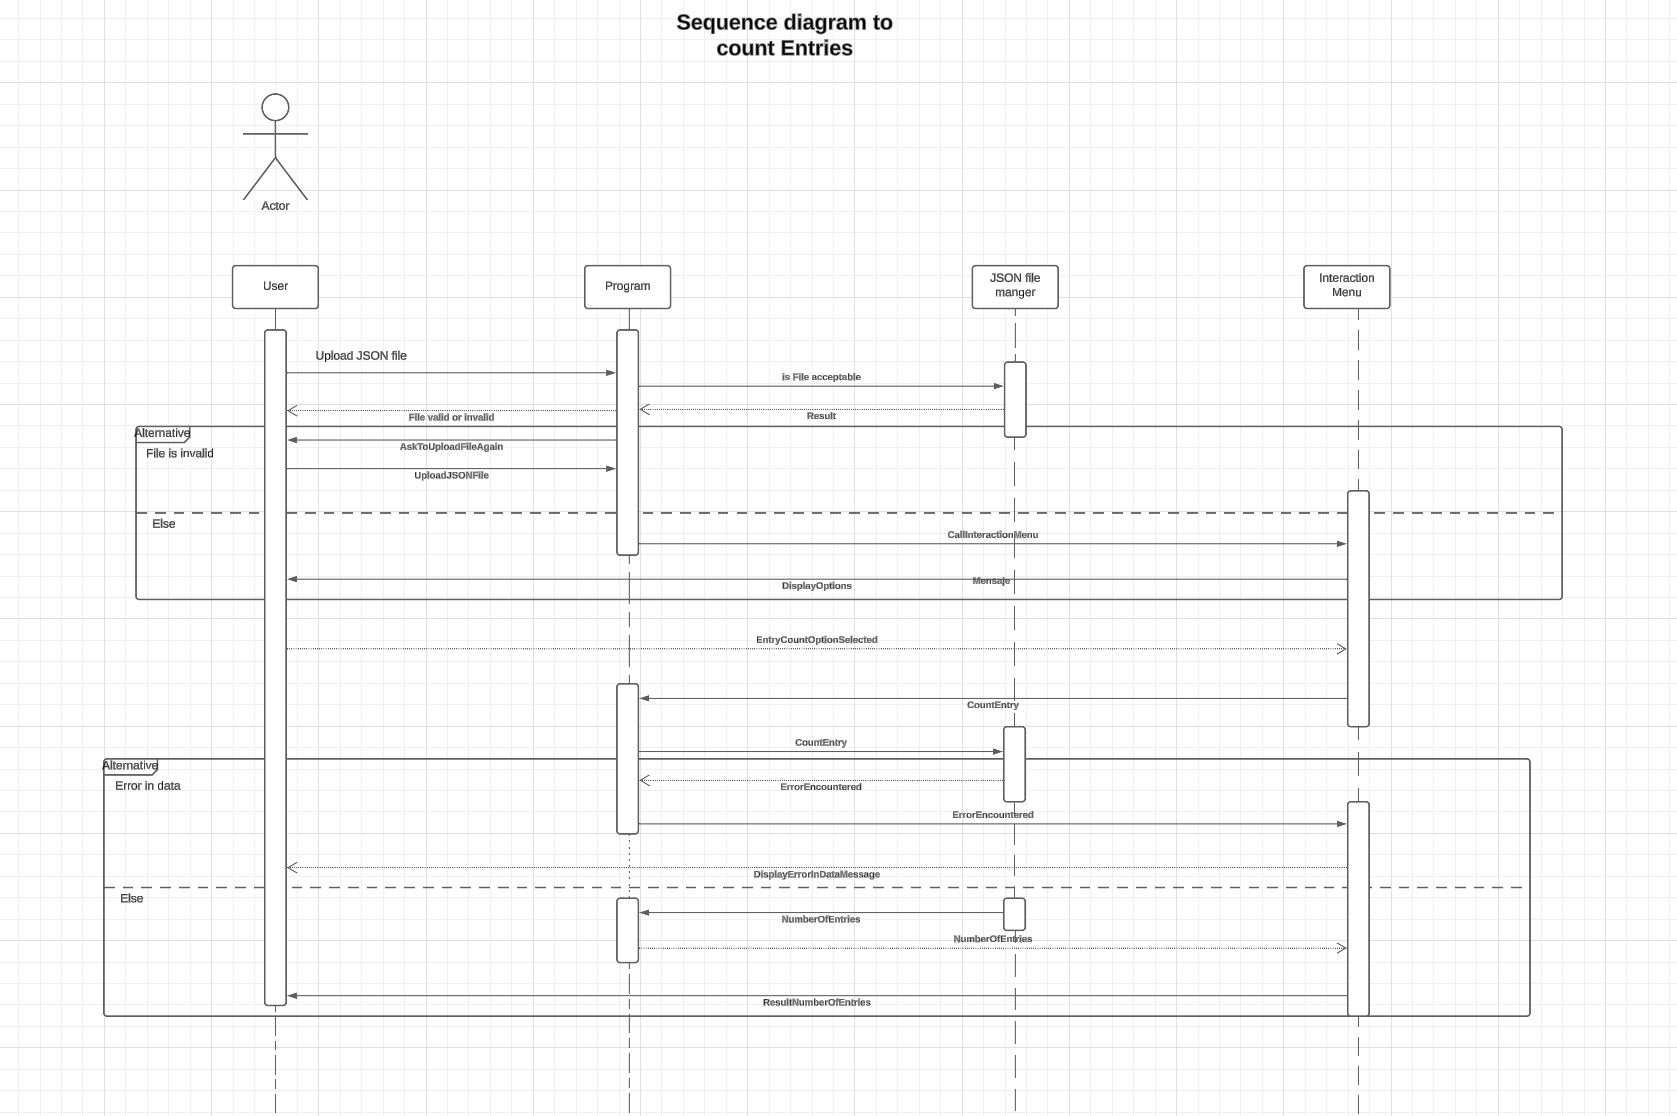 Sequence diagram to
count Entries
Actor
User
Program
JSON file
manger
Interaction
Menu
Upload JSON file
is File acceptable
File valid or invalid
Result
Alternative
AskToUploadFileAgain
File is invalid
UploadJSONFile
Else
CallInteractionMenu
Mensaje
DisplayOptions
EntryCountOptionSelected
CountEntry
CountEntry
Alternative
Error in data
ErrorEncountered
ErrorEncountered
DisplayErrorInDataMessage
Else
NumberOfEntries
NumberOfEntries
ResultNumberOfEntries